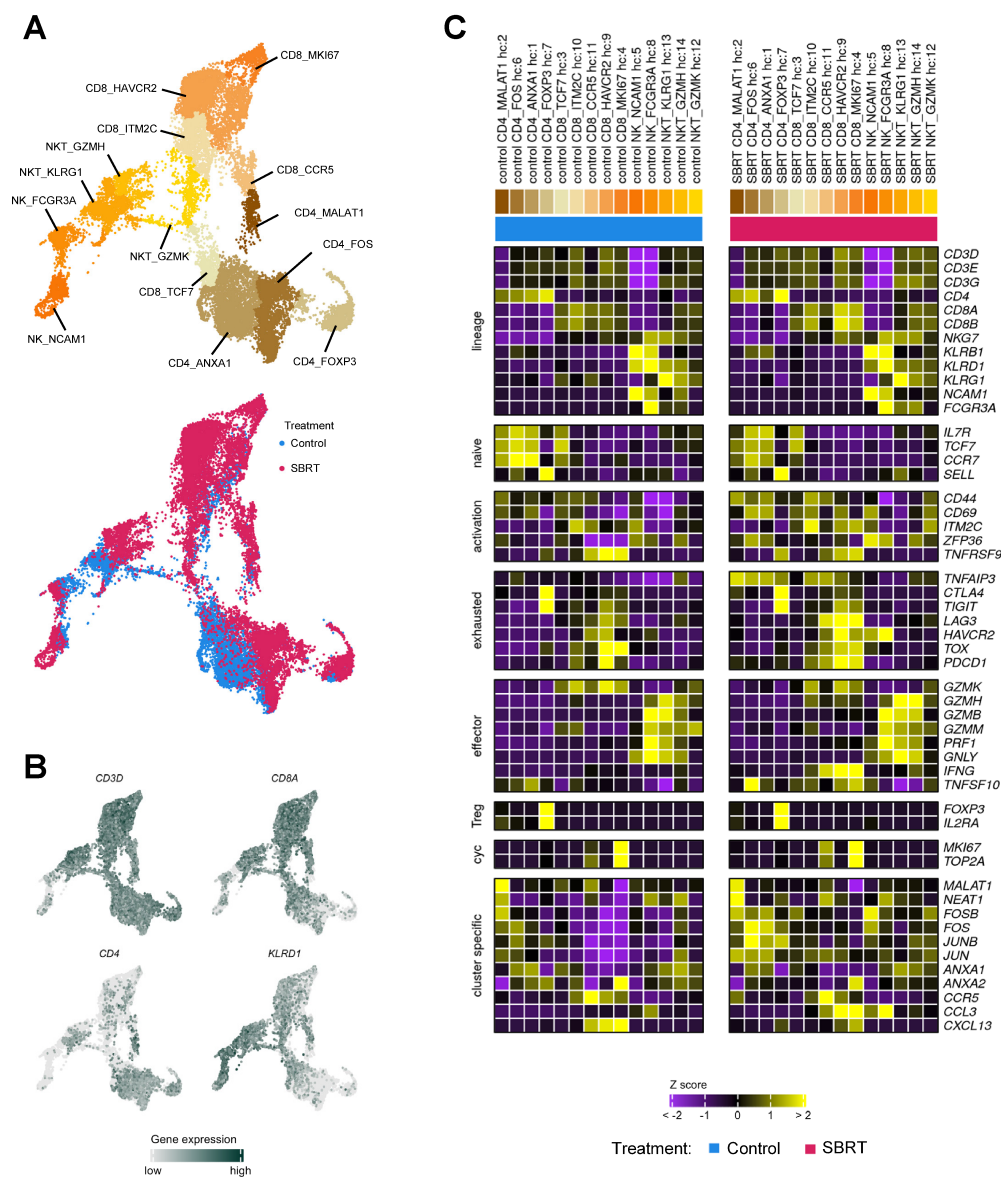 A
CD8_MKI67
CD8_HAVCR2
CD8_ITM2C
NKT_GZMH
NKT_KLRG1
NK_FCGR3A
CD8_CCR5
CD4_MALAT1
CD4_FOS
NKT_GZMK
CD8_TCF7
NK_NCAM1
CD4_ANXA1
CD4_FOXP3
Treatment
Control
SBRT
B
CD3D
CD8A
CD4
KLRD1
Gene expression
low
high
C
control CD4_MALAT1 hc:2
control CD4_FOS hc:6
control CD4_ANXA1 hc:1
control CD4_FOXP3 hc:7
control CD8_TCF7 hc:3
control CD8_ITM2C hc:10
control CD8_CCR5 hc:11
control CD8_HAVCR2 hc:9
control CD8_MKI67 hc:4
control NK_NCAM1 hc:5
control NK_FCGR3A hc:8
control NKT_KLRG1 hc:13
control NKT_GZMH hc:14
control NKT_GZMK hc:12
SBRT CD4_MALAT1 hc:2
SBRT CD4_FOS hc:6
SBRT CD4_ANXA1 hc:1
SBRT CD4_FOXP3 hc:7
SBRT CD8_TCF7 hc:3
SBRT CD8_ITM2C hc:10
SBRT CD8_CCR5 hc:11
SBRT CD8_HAVCR2 hc:9
SBRT CD8_MKI67 hc:4
SBRT NK_NCAM1 hc:5
SBRT NK_FCGR3A hc:8
SBRT NKT_KLRG1 hc:13
SBRT NKT_GZMH hc:14
SBRT NKT_GZMK hc:12
lineage
CD3D
CD3E
CD3G
CD4
CD8A
CD8B
NKG7
KLRB1
KLRD1
KLRG1
NCAM1
FCGR3A
naive
IL7R
TCF7
CCR7
SELL
activation
CD44
CD69
ITM2C
ZFP36
TNFRSF9
exhausted
TNFAIP3
CTLA4
TIGIT
LAG3
HAVCR2
TOX
PDCD1
effector
GZMK
GZMH
GZMB
GZMM
PRF1
GNLY
IFNG
TNFSF10
Treg
FOXP3
IL2RA
cyc
MKI67
TOP2A
cluster specific
MALAT1
NEAT1
FOSB
FOS
JUNB
JUN
ANXA1
ANXA2
CCR5
CCL3
CXCL13
Z score
< -2 -1 0 1 > 2
Treatment: Control SBRT